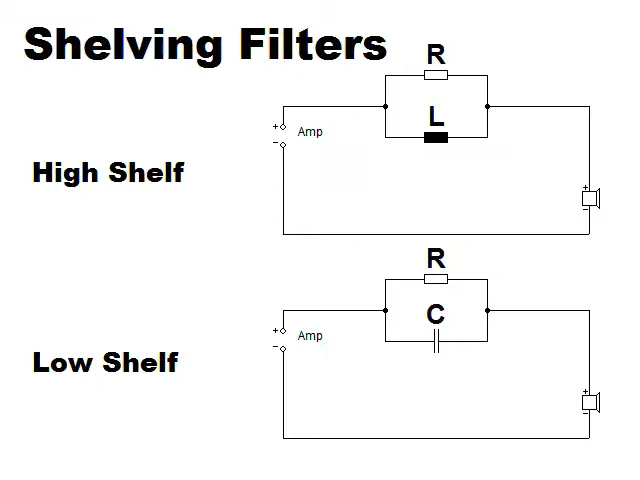 Shelving Filters
R
L
+ Amp
−
High Shelf
+
−
R
C
+ Amp
−
Low Shelf
+
−